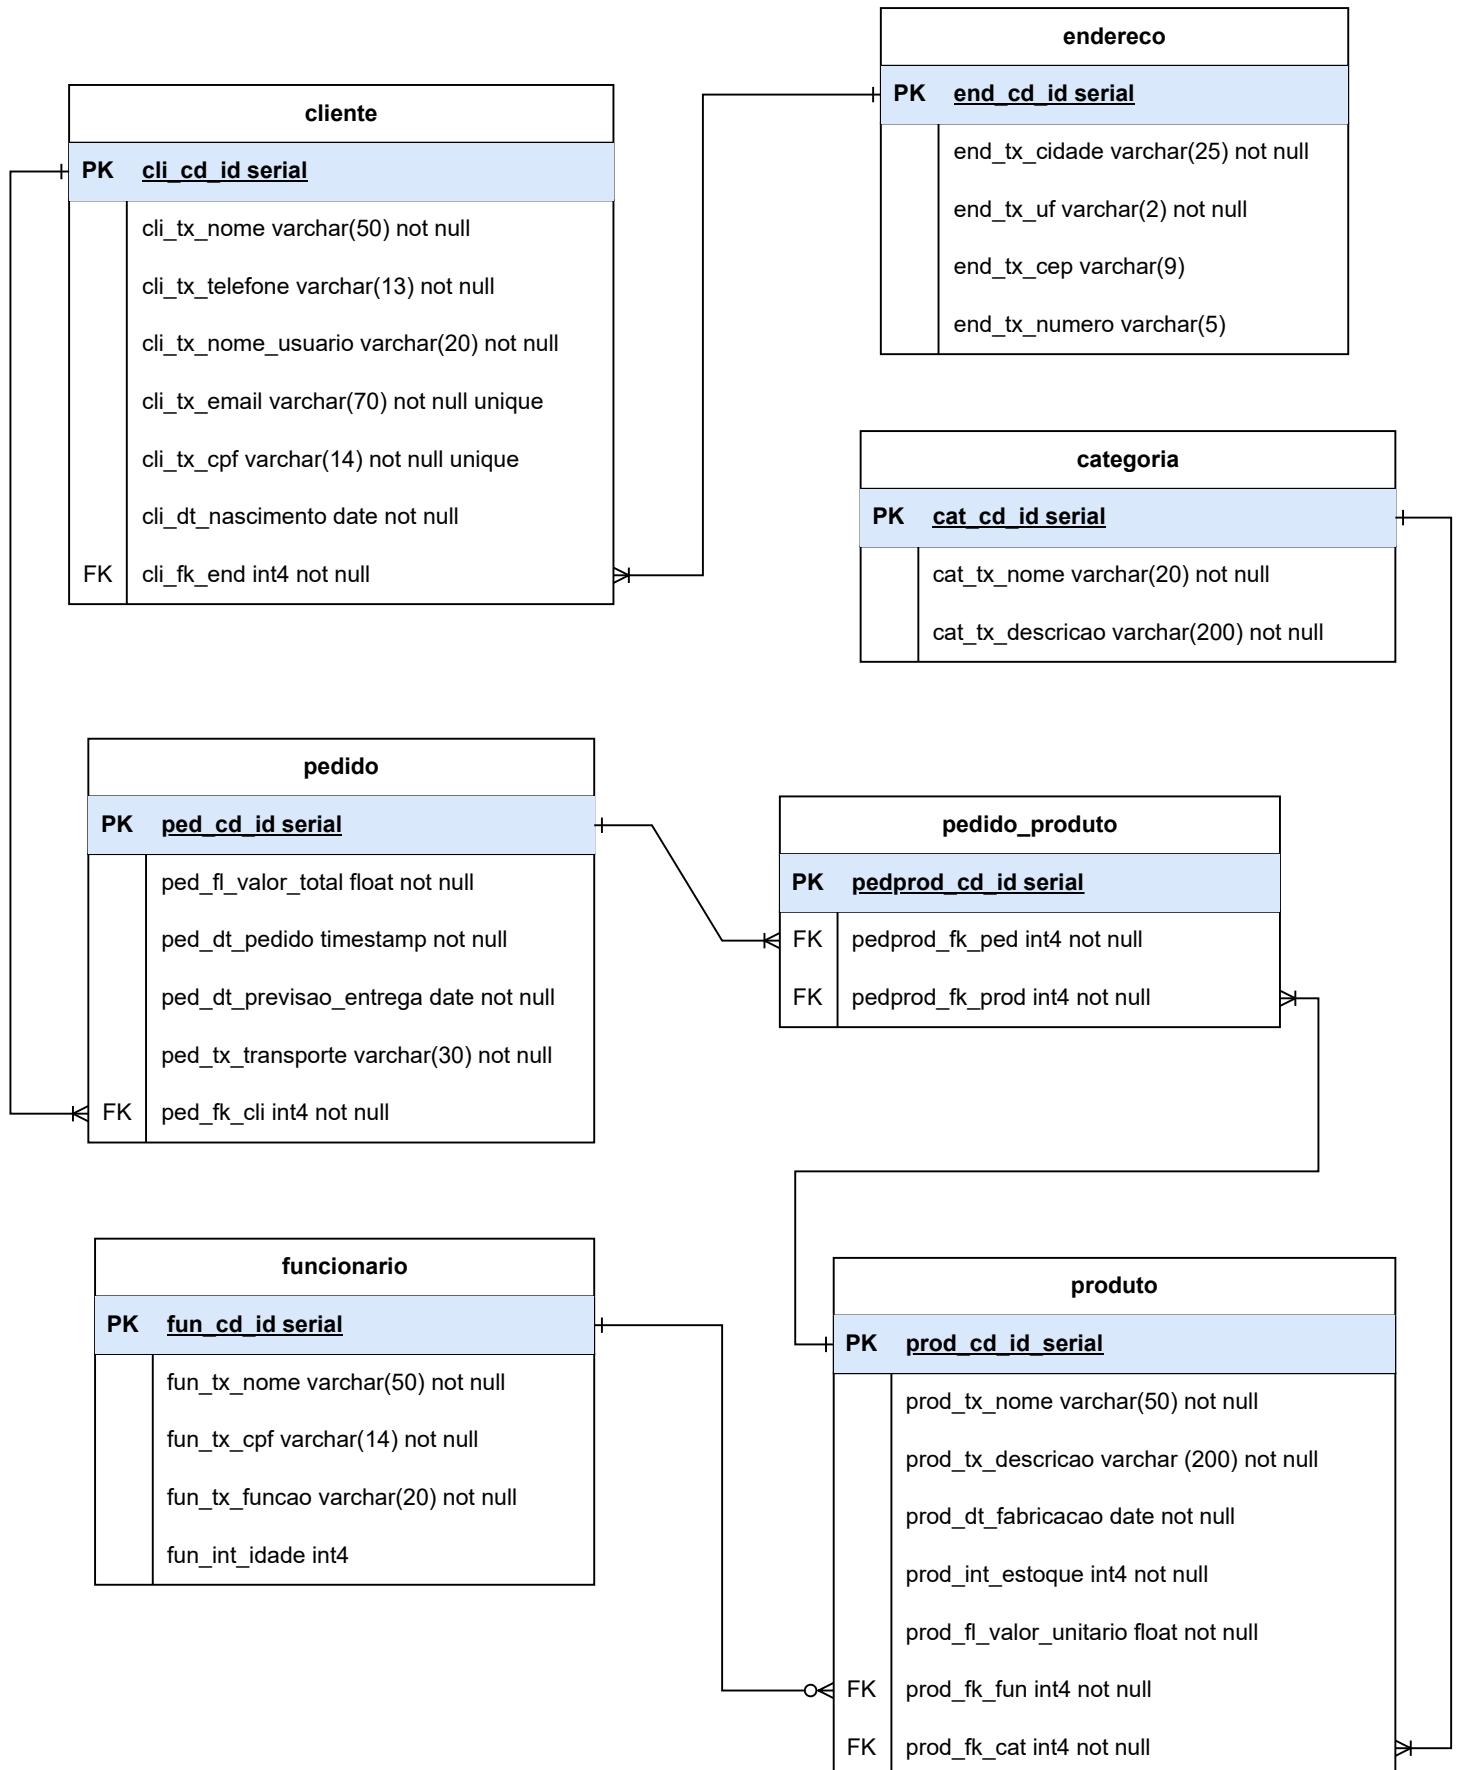 endereco
PK end_cd_id serial
end_tx_cidade varchar(25) not null
end_tx_uf varchar(2) not null
end_tx_cep varchar(9)
end_tx_numero varchar(5)
cliente
PK cli_cd_id serial
cli_tx_nome varchar(50) not null
cli_tx_telefone varchar(13) not null
cli_tx_nome_usuario varchar(20) not null
cli_tx_email varchar(70) not null unique
cli_tx_cpf varchar(14) not null unique
cli_dt_nascimento date not null
FK cli_fk_end int4 not null
categoria
PK cat_cd_id serial
cat_tx_nome varchar(20) not null
cat_tx_descricao varchar(200) not null
pedido
PK ped_cd_id serial
ped_fl_valor_total float not null
ped_dt_pedido timestamp not null
ped_dt_previsao_entrega date not null
ped_tx_transporte varchar(30) not null
FK ped_fk_cli int4 not null
pedido_produto
PK pedprod_cd_id serial
FK pedprod_fk_ped int4 not null
FK pedprod_fk_prod int4 not null
funcionario
PK fun_cd_id serial
fun_tx_nome varchar(50) not null
fun_tx_cpf varchar(14) not null
fun_tx_funcao varchar(20) not null
fun_int_idade int4
produto
PK prod_cd_id_serial
prod_tx_nome varchar(50) not null
prod_tx_descricao varchar (200) not null
prod_dt_fabricacao date not null
prod_int_estoque int4 not null
prod_fl_valor_unitario float not null
FK prod_fk_fun int4 not null
FK prod_fk_cat int4 not null